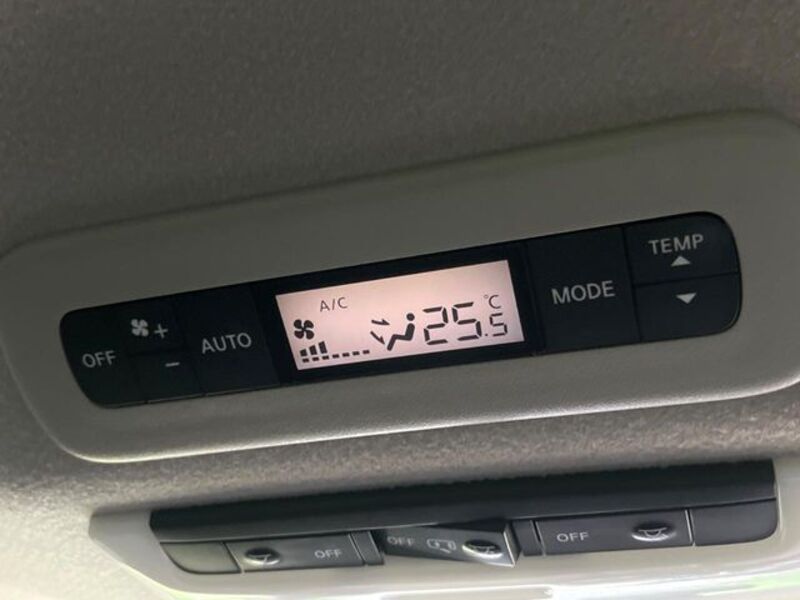 OFF
+
−
AUTO
A/C
25.5°C
MODE
TEMP
OFF
OFF
OFF